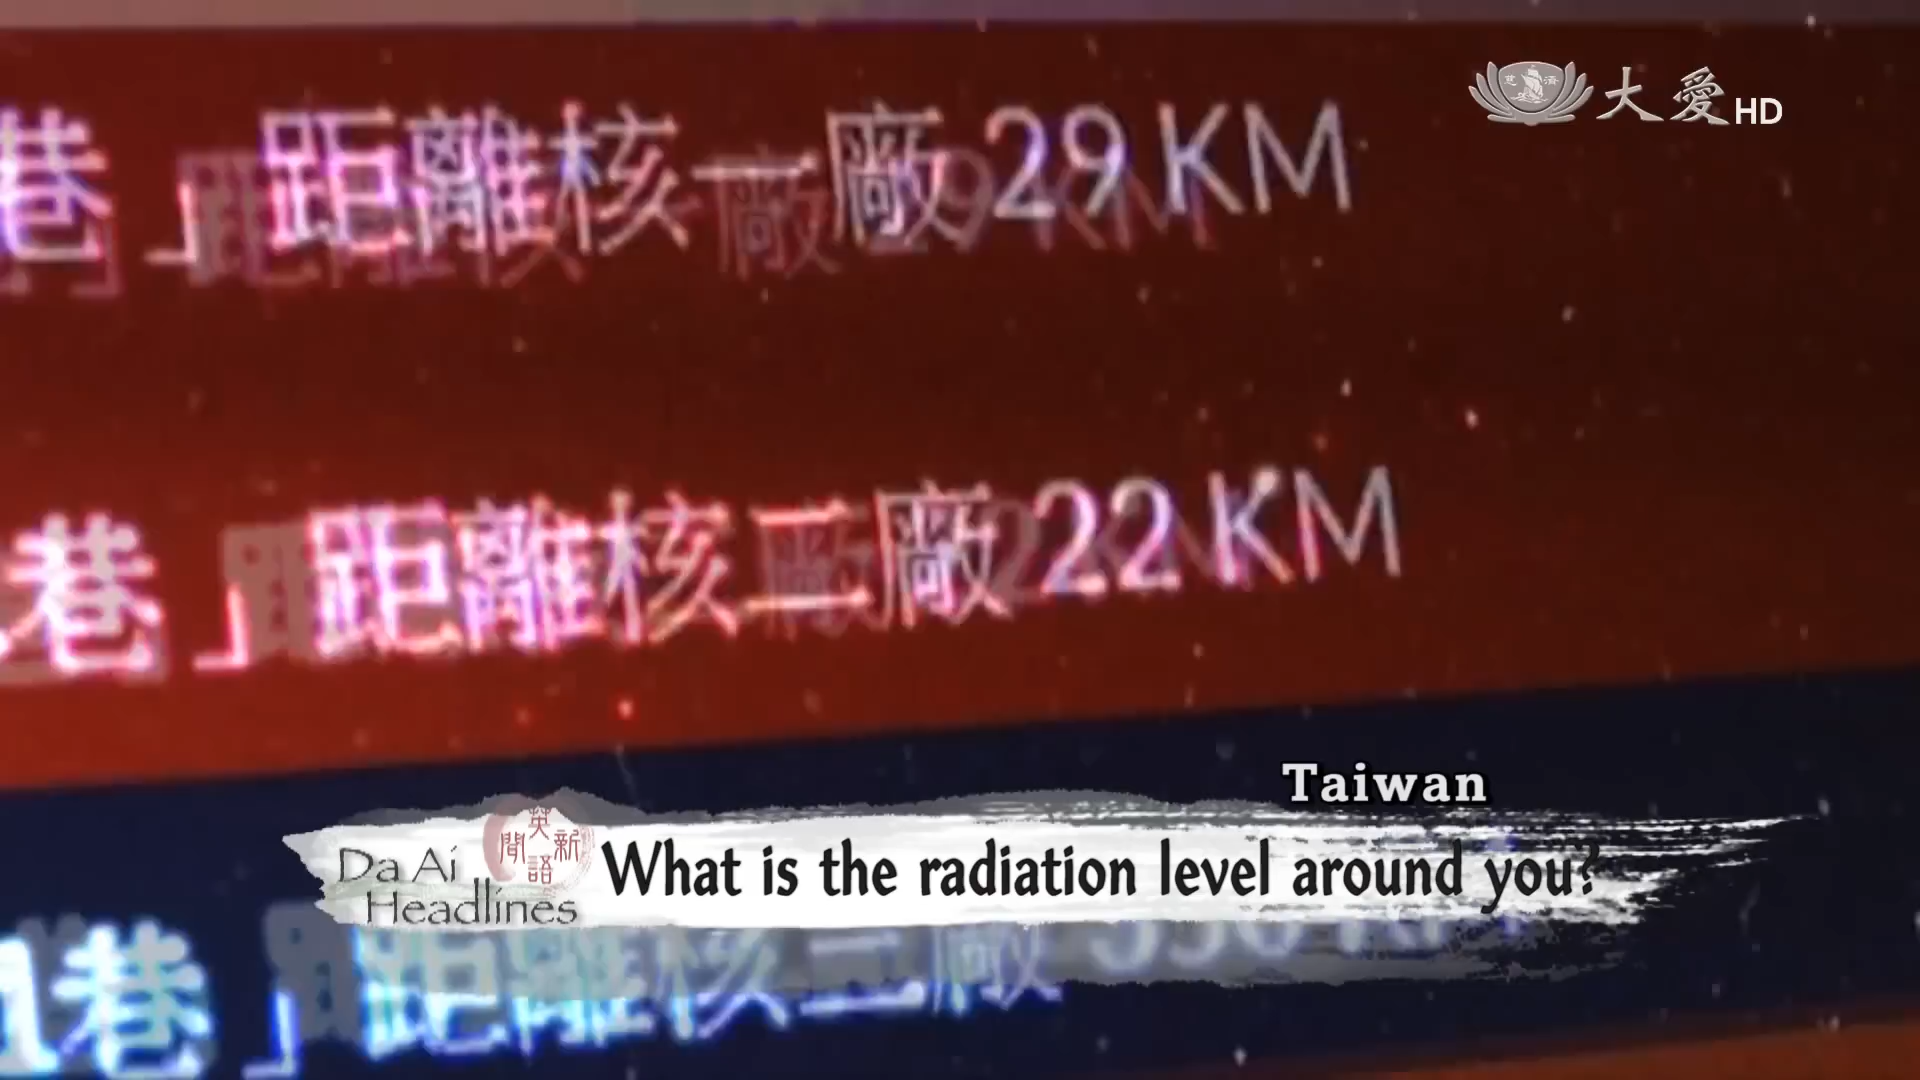 大愛HD
巷」距離核一廠 29 KM
巷」距離核二廠 22 KM
Taiwan
Da Ai
Headlines
英語新聞
What is the radiation level around you?
巷」距離核三廠